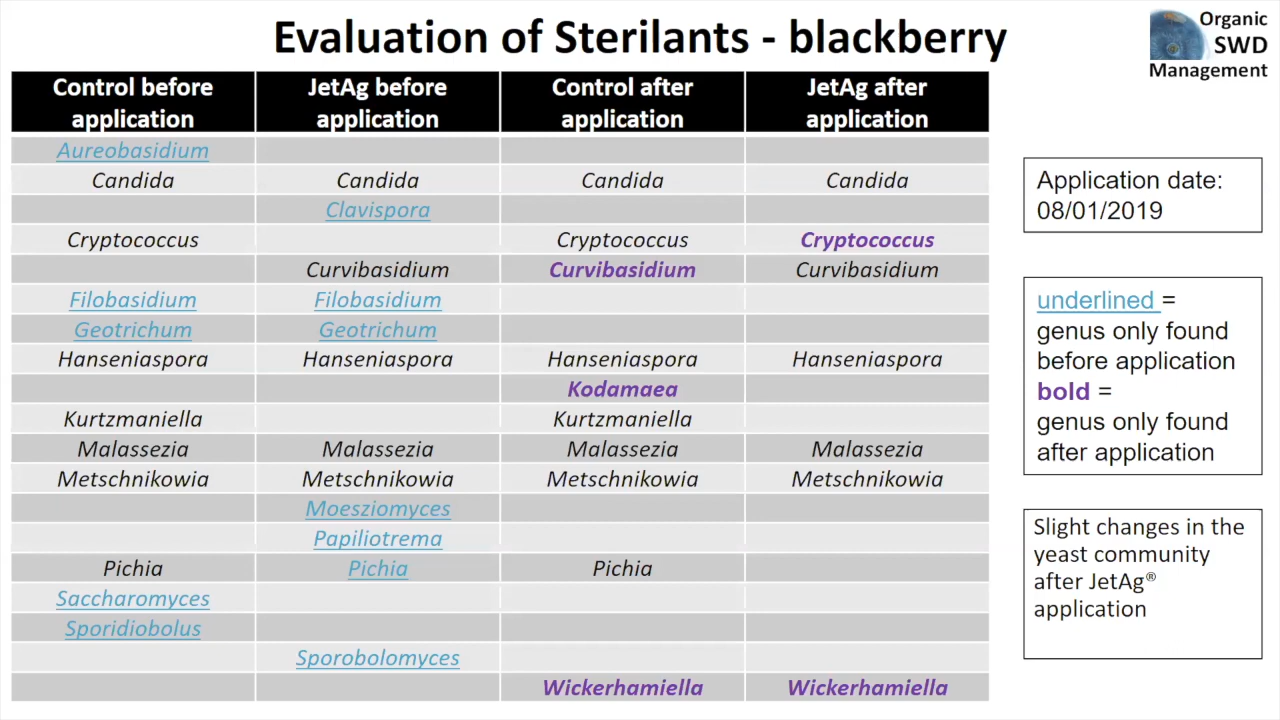 Evaluation of Sterilants - blackberry
Organic
SWD
Management
Control before application JetAg before application Control after application JetAg after application
Aureobasidium
Candida Candida Candida Candida
Clavispora
Cryptococcus Cryptococcus Cryptococcus
Curvibasidium Curvibasidium Curvibasidium
Filobasidium Filobasidium
Geotrichum Geotrichum
Hanseniaspora Hanseniaspora Hanseniaspora Hanseniaspora
Kodamaea
Kurtzmaniella Kurtzmaniella
Malassezia Malassezia Malassezia Malassezia
Metschnikowia Metschnikowia Metschnikowia Metschnikowia
Moesziomyces
Papiliotrema
Pichia Pichia Pichia
Saccharomyces
Sporidiobolus
Sporobolomyces
Wickerhamiella Wickerhamiella
Application date:
08/01/2019
underlined =
genus only found
before application
bold =
genus only found
after application
Slight changes in the
yeast community
after JetAg®
application